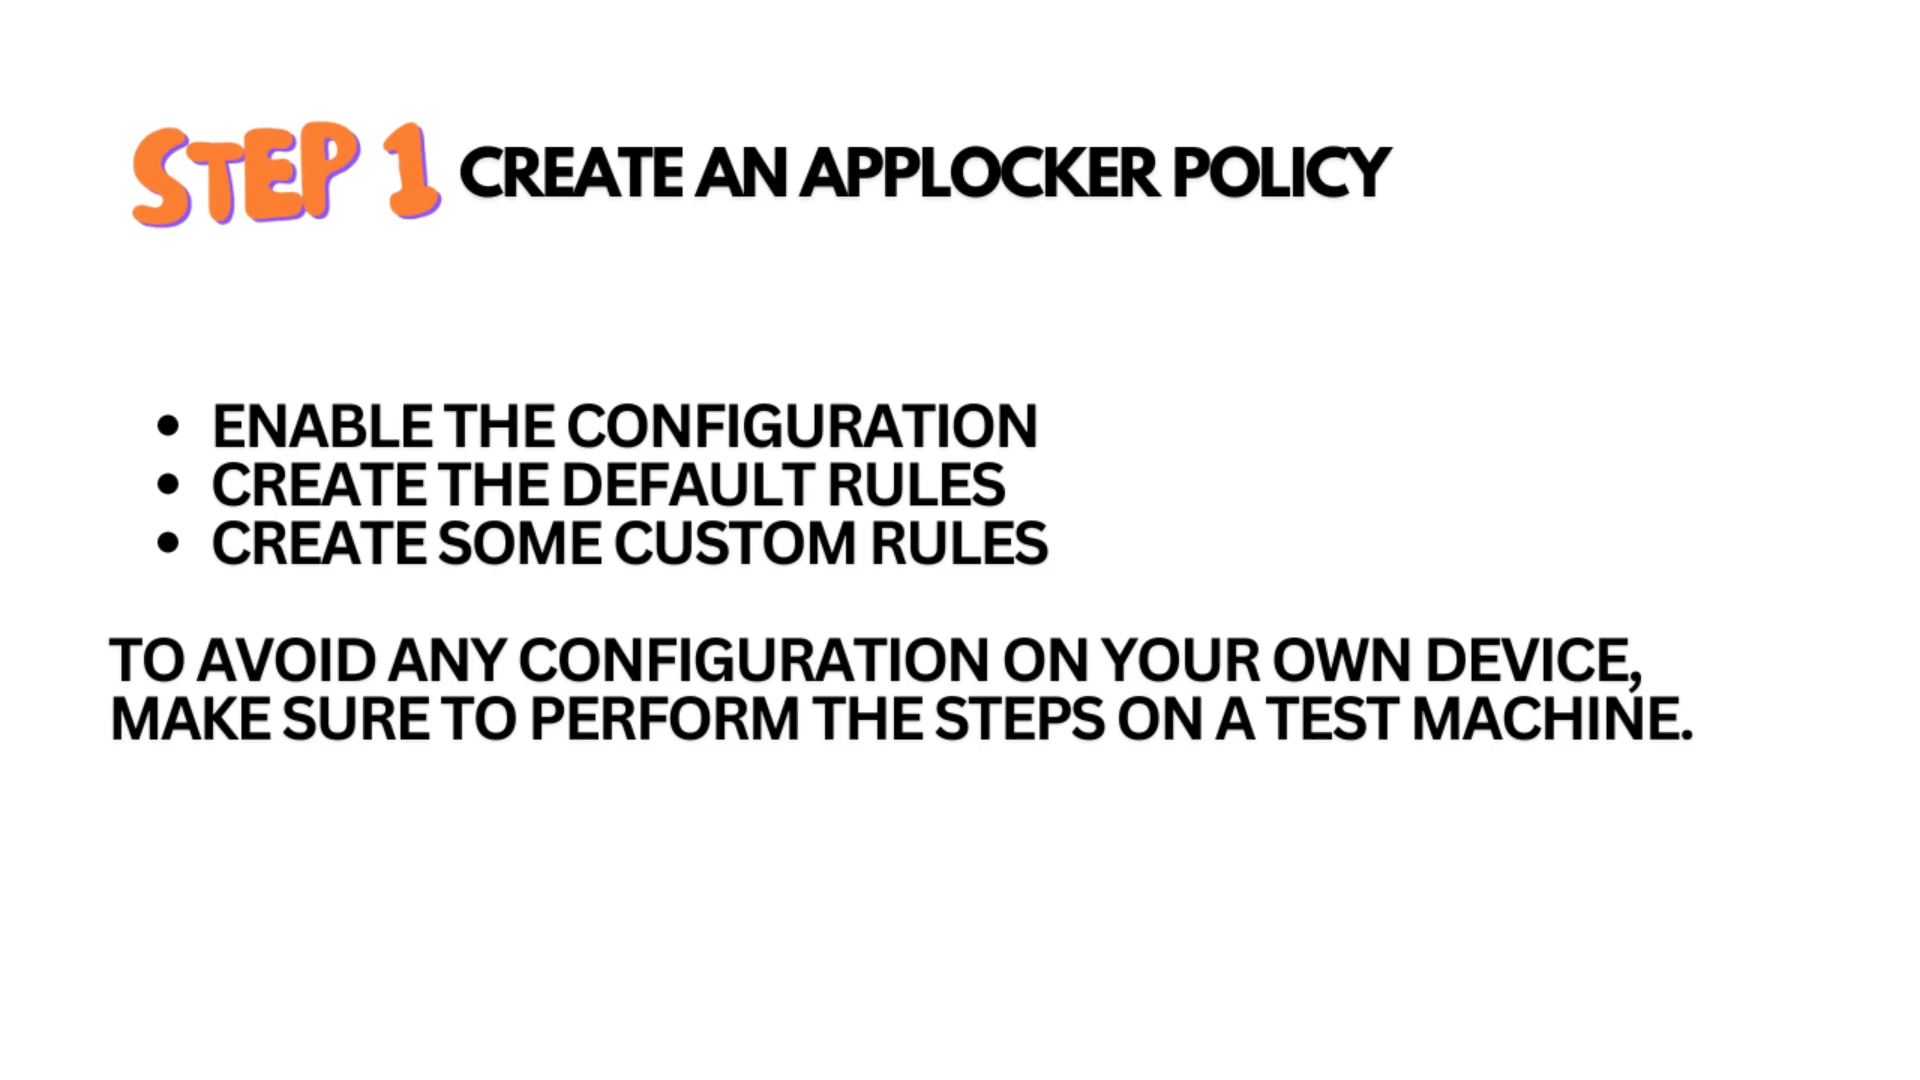 STEP 1 CREATE AN APPLOCKER POLICY
• ENABLE THE CONFIGURATION
• CREATE THE DEFAULT RULES
• CREATE SOME CUSTOM RULES
TO AVOID ANY CONFIGURATION ON YOUR OWN DEVICE,
MAKE SURE TO PERFORM THE STEPS ON A TEST MACHINE.